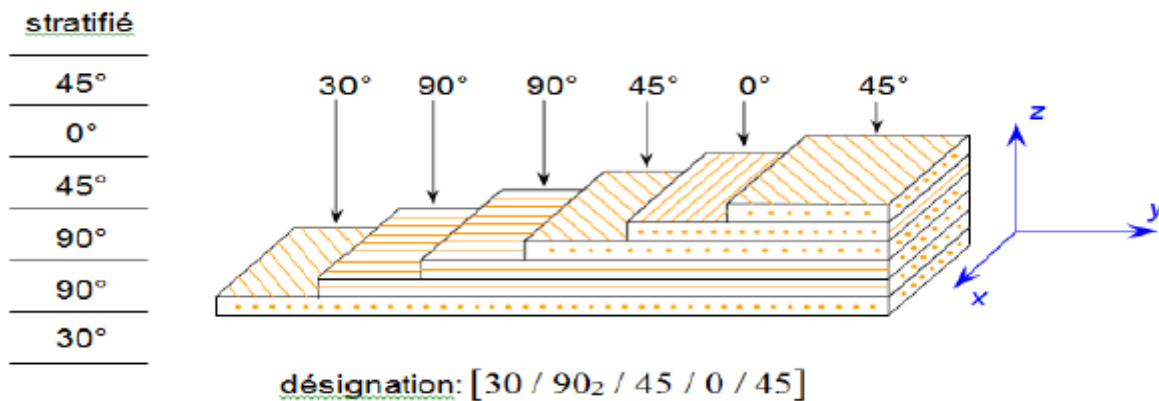 stratifié
45°
0°
45°
90°
90°
30°
30° 90° 90° 45° 0° 45°
z
y
x
désignation: [30 / 90₂ / 45 / 0 / 45]